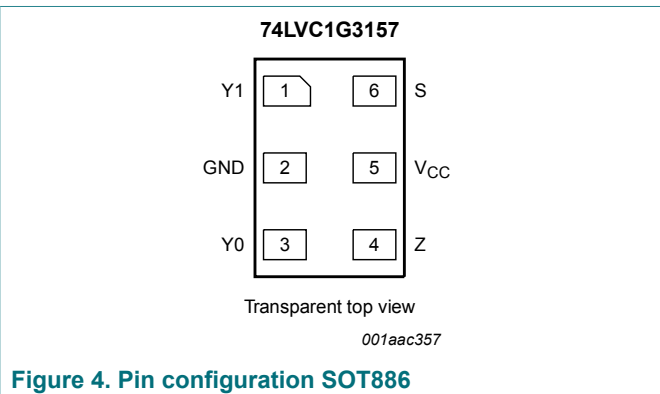 74LVC1G3157
Y1 1 6 S
GND 2 5 VCC
Y0 3 4 Z
Transparent top view
001aac357
Figure 4. Pin configuration SOT886